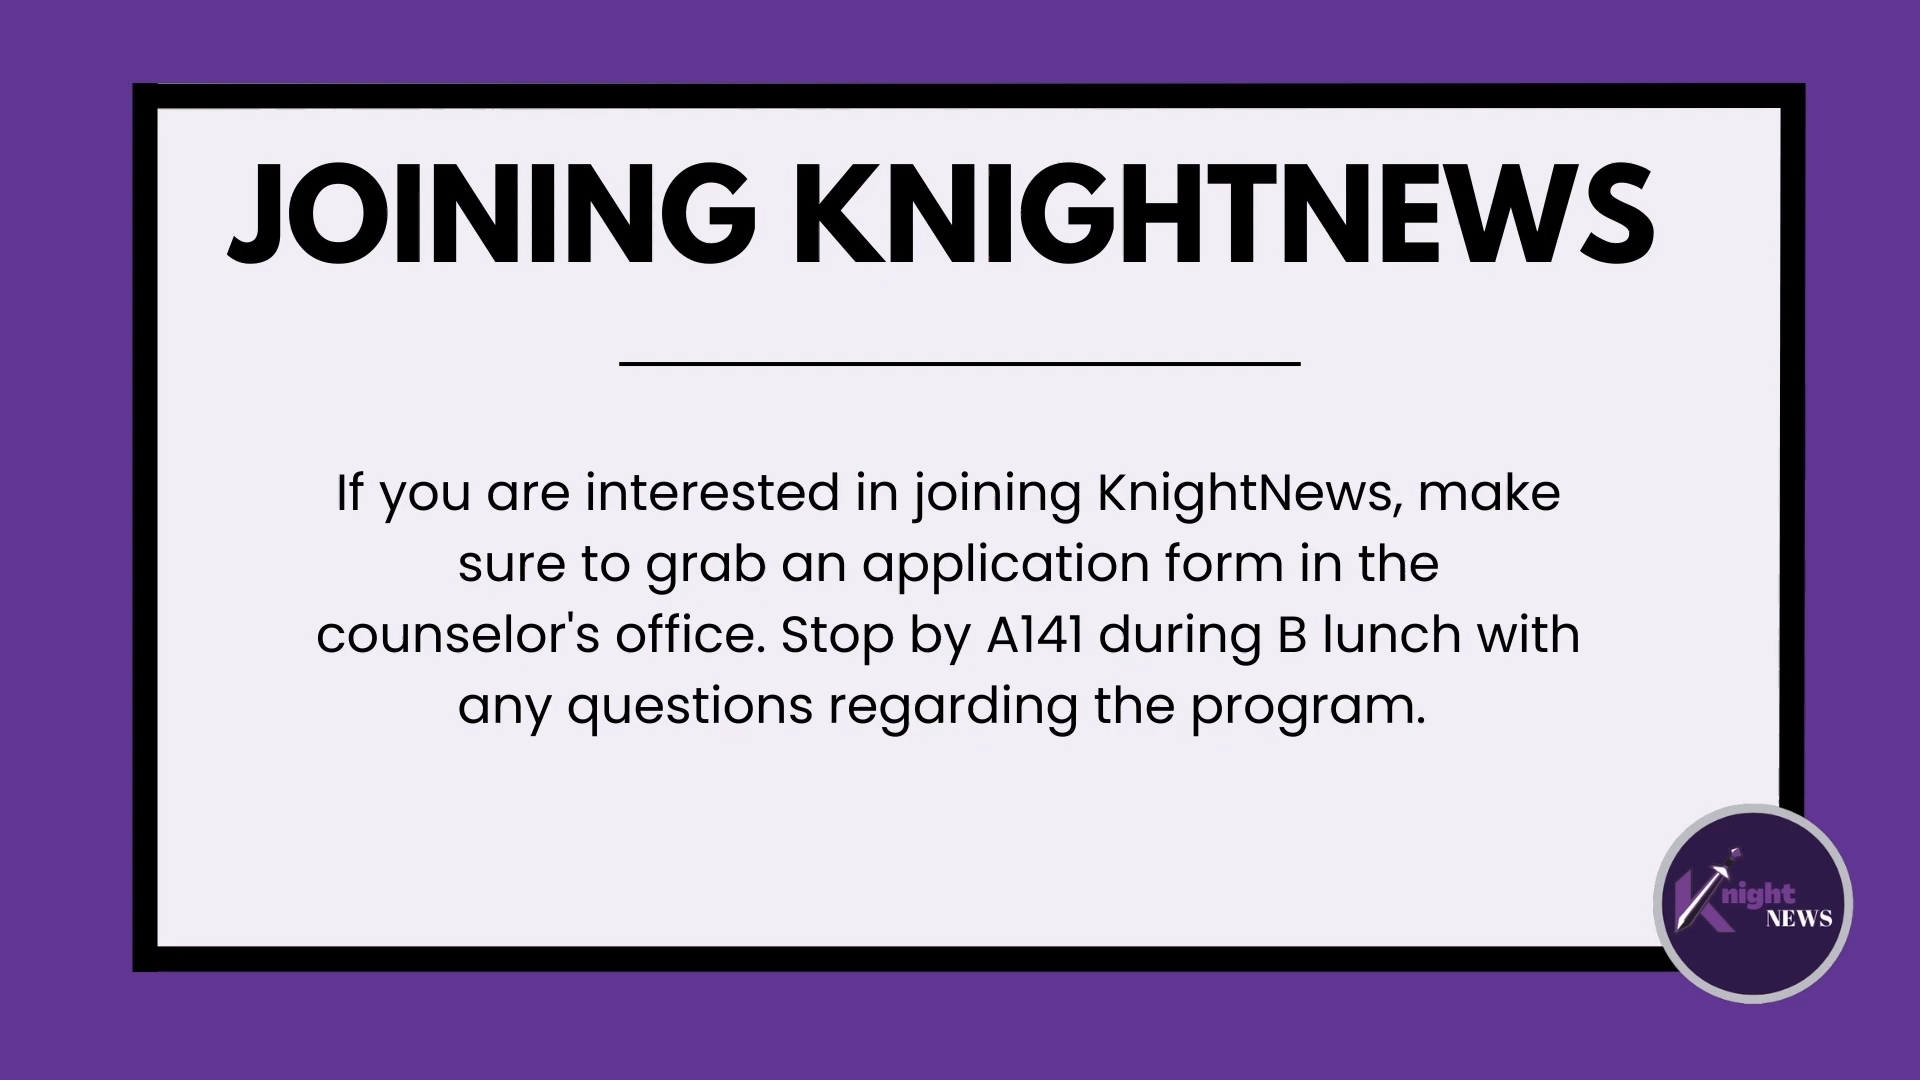 JOINING KNIGHTNEWS
If you are interested in joining KnightNews, make
sure to grab an application form in the
counselor's office. Stop by A141 during B lunch with
any questions regarding the program.
Knight
NEWS